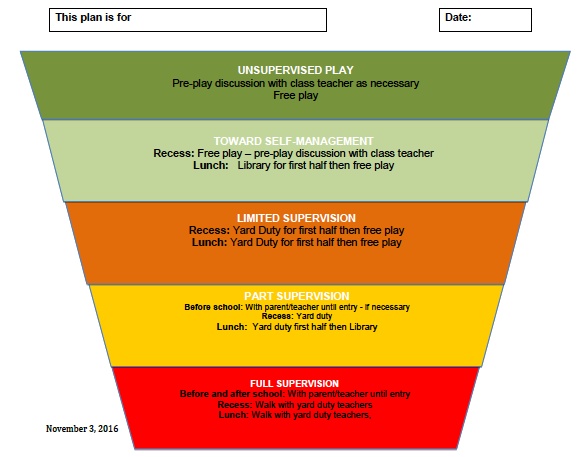 This plan is for
Date:
UNSUPERVISED PLAY
Pre-play discussion with class teacher as necessary
Free play
TOWARD SELF-MANAGEMENT
Recess: Free play – pre-play discussion with class teacher
Lunch: Library for first half then free play
LIMITED SUPERVISION
Recess: Yard Duty for first half then free play
Lunch: Yard Duty for first half then free play
PART SUPERVISION
Before school: With parent/teacher until entry - if necessary
Recess: Yard duty
Lunch: Yard duty first half then Library
FULL SUPERVISION
Before and after school: With parent/teacher until entry
Recess: Walk with yard duty teachers
Lunch: Walk with yard duty teachers,
November 3, 2016